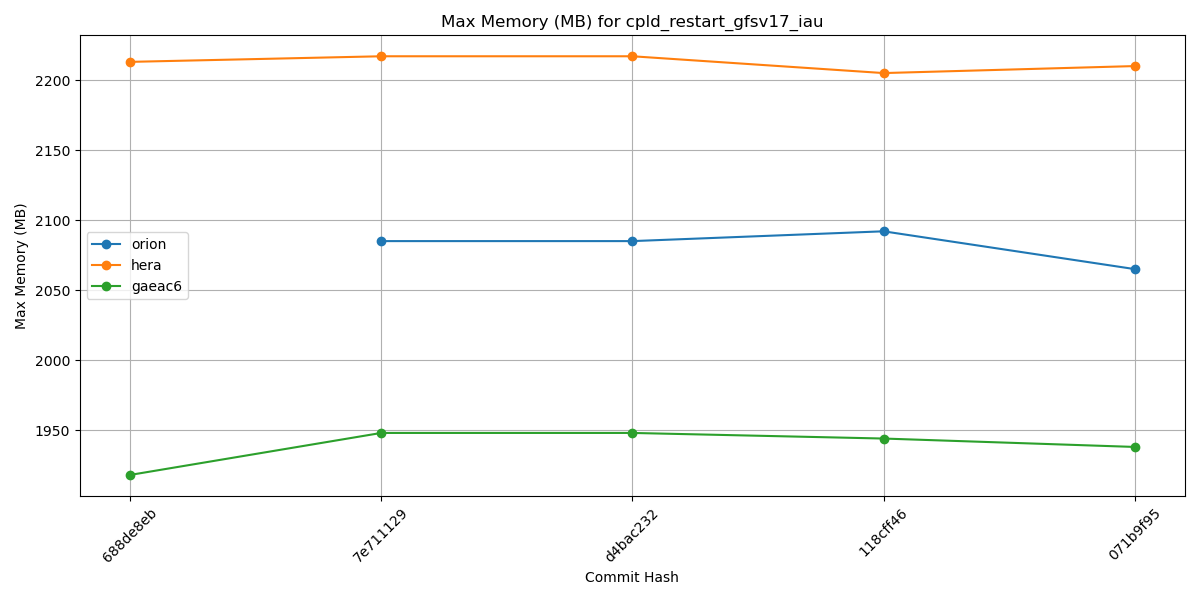 Max Memory (MB) for cpld_restart_gfsv17_iau
Max Memory (MB)
2200
2150
2100
2050
2000
1950
orion
hera
gaeac6
688de8eb
7e711129
d4bac232
118cff46
071b9f95
Commit Hash